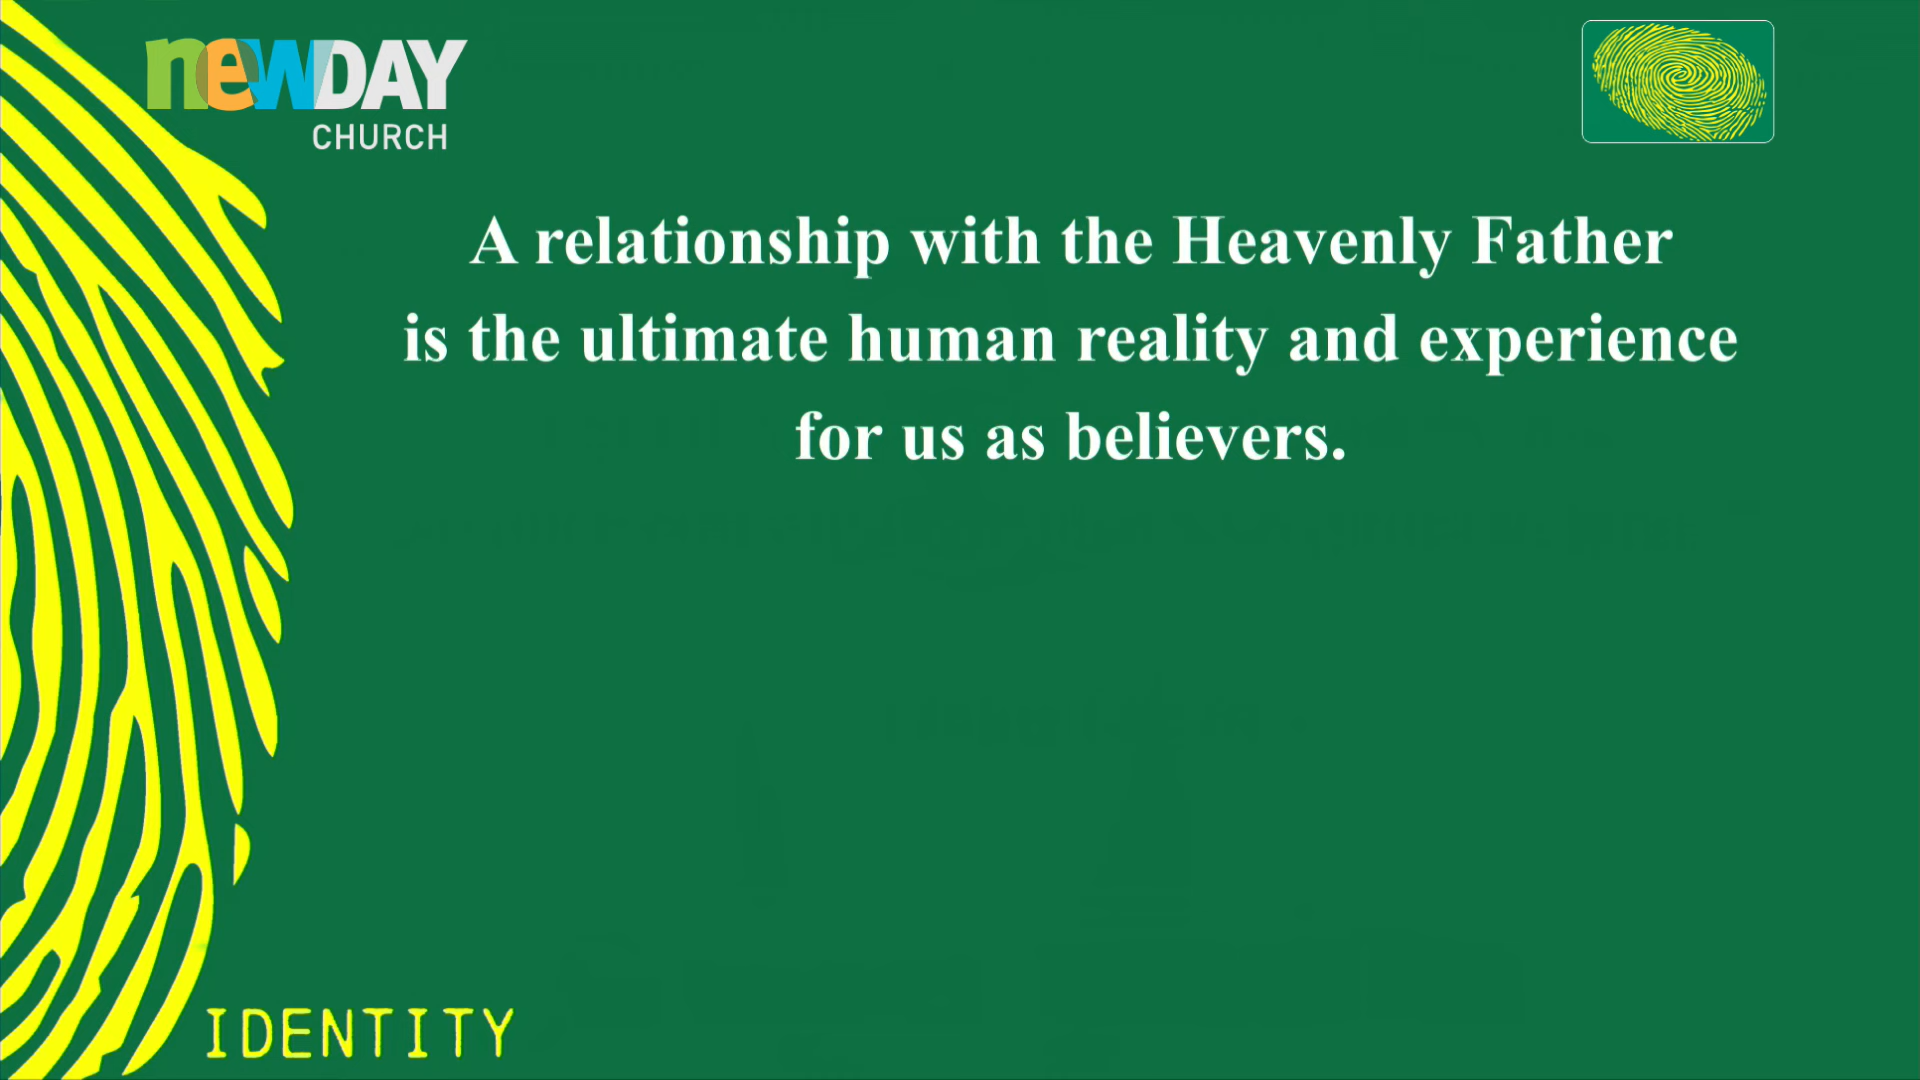 newDAY
CHURCH
A relationship with the Heavenly Father
is the ultimate human reality and experience
for us as believers.
IDENTITY